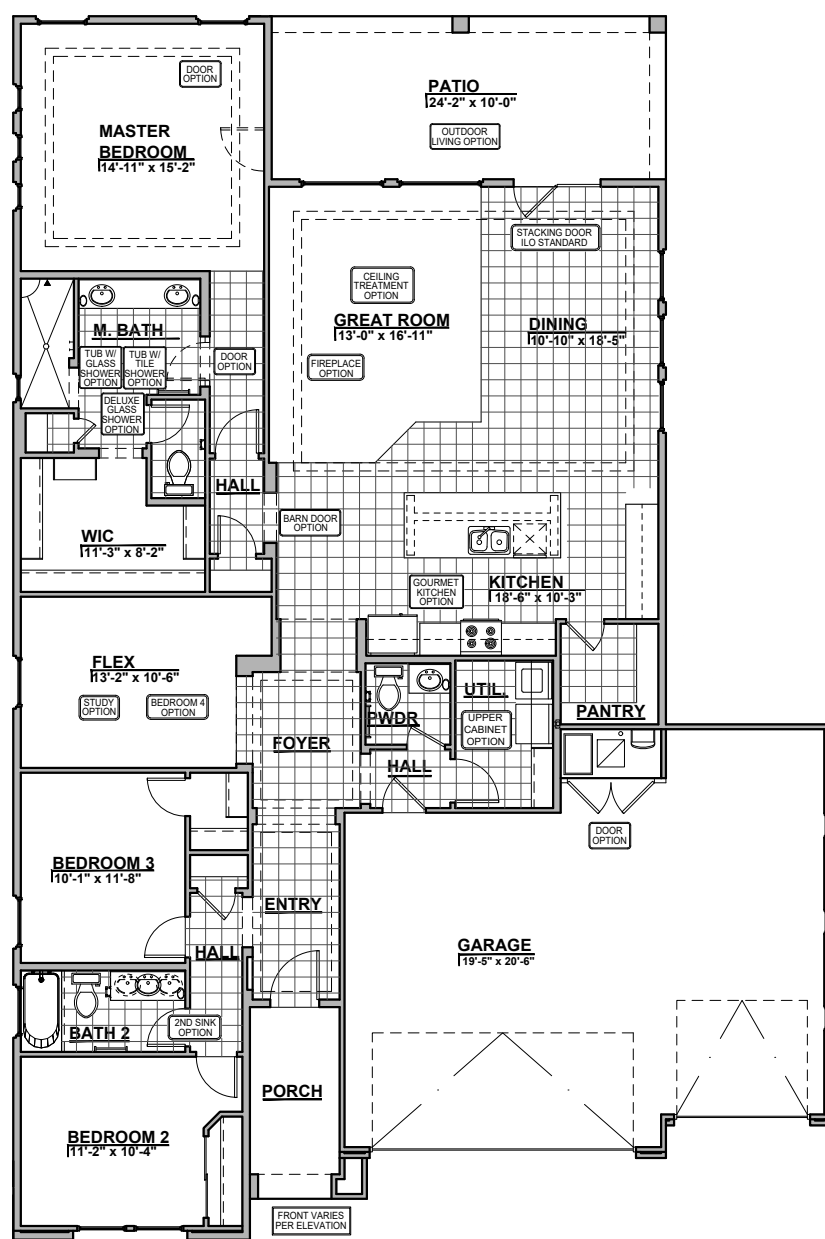 DOOR
OPTION
MASTER
BEDROOM
14'-11" x 15'-2"
PATIO
24'-2" x 10'-0"
OUTDOOR
LIVING OPTION
STACKING DOOR
ILO STANDARD
CEILING
TREATMENT
OPTION
GREAT ROOM
13'-0" x 16'-11"
DINING
10'-10" x 18'-5"
FIREPLACE
OPTION
M. BATH
TUB W/
GLASS
SHOWER
OPTION
TUB W/
TILE
SHOWER
OPTION
DOOR
OPTION
DELUXE
GLASS
SHOWER
OPTION
HALL
WIC
11'-3" x 8'-2"
BARN DOOR
OPTION
KITCHEN
18'-6" x 10'-3"
GOURMET
KITCHEN
OPTION
FLEX
13'-2" x 10'-6"
STUDY
OPTION
BEDROOM 4
OPTION
FOYER
PWDR
UTIL.
UPPER
CABINET
OPTION
PANTRY
HALL
DOOR
OPTION
BEDROOM 3
10'-1" x 11'-8"
ENTRY
HALL
GARAGE
19'-5" x 20'-6"
BATH 2
2ND SINK
OPTION
PORCH
BEDROOM 2
11'-2" x 10'-4"
FRONT VARIES
PER ELEVATION